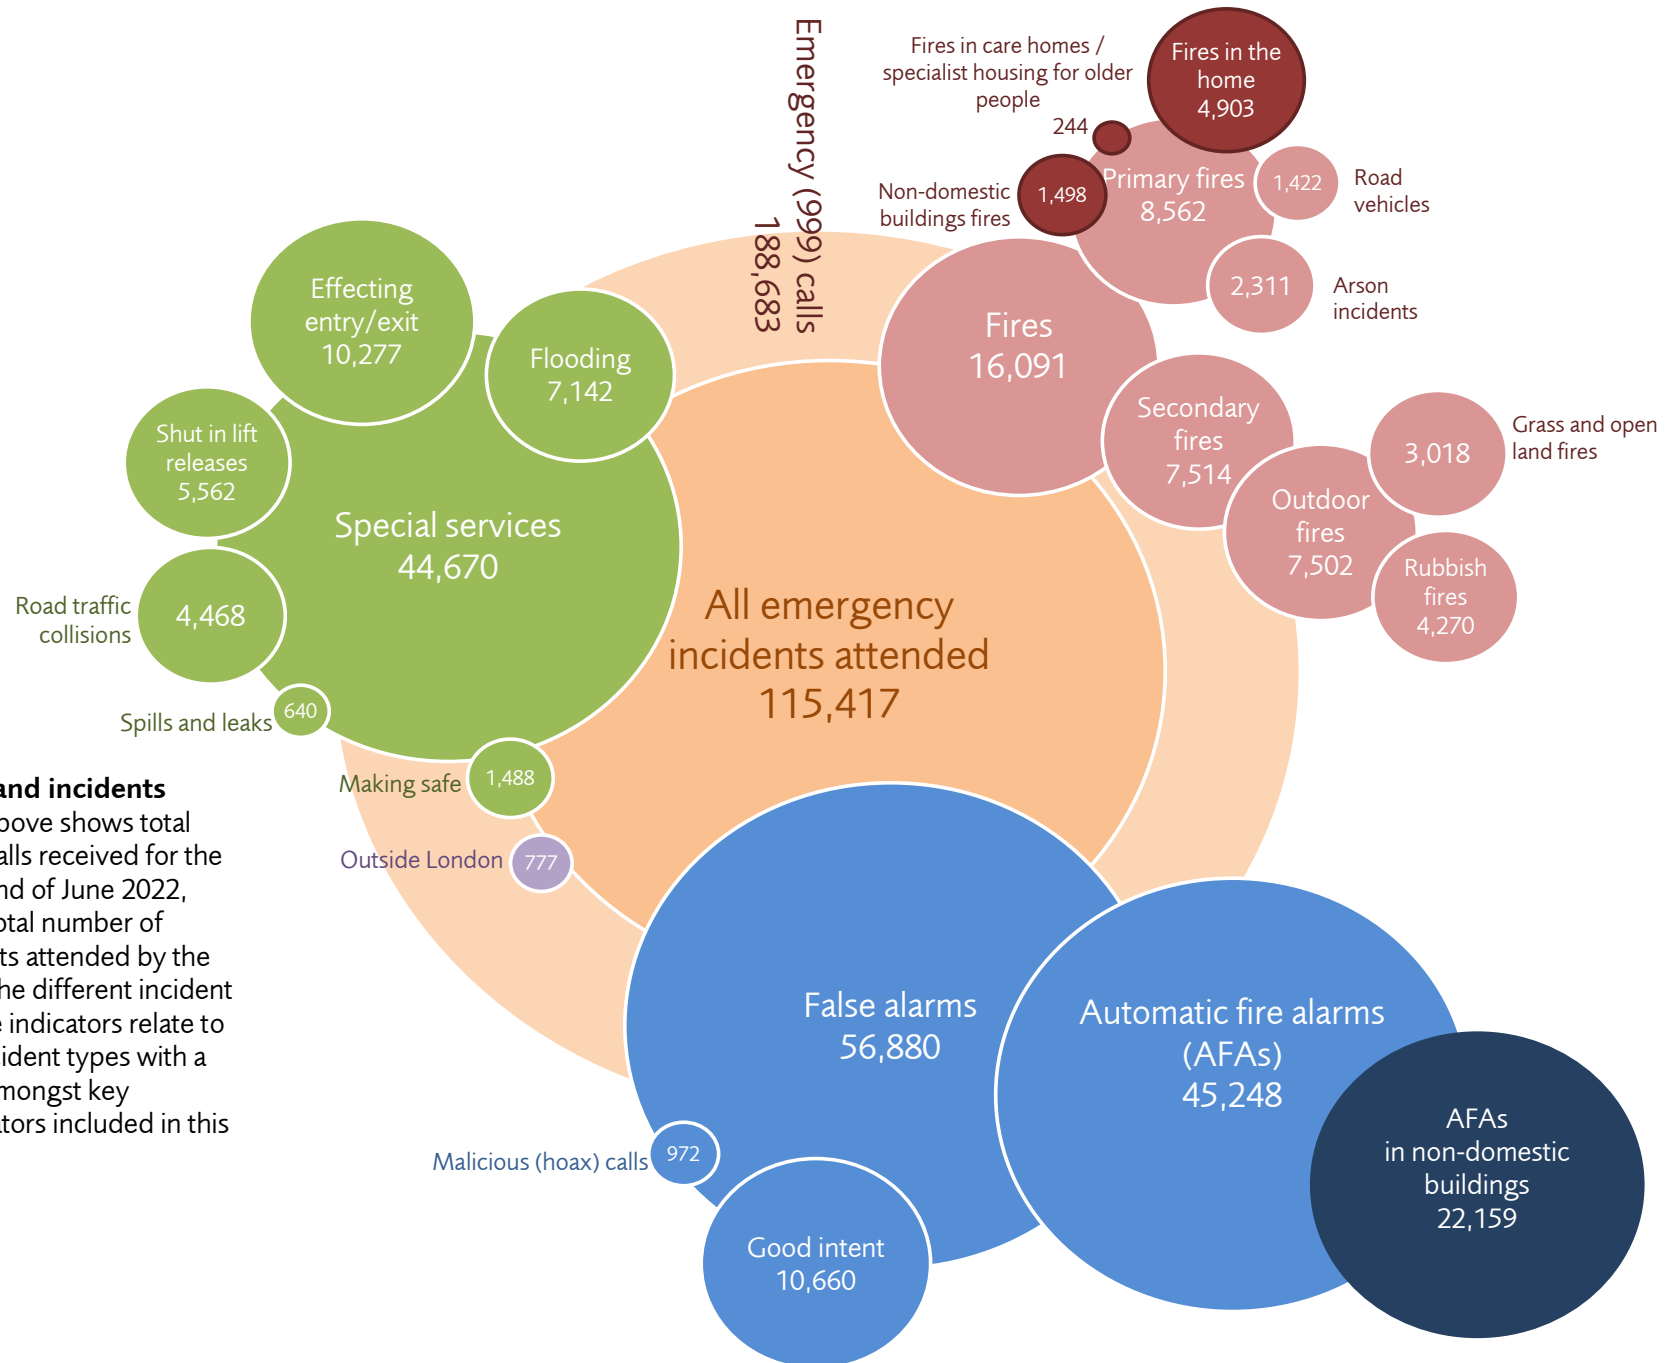 Emergency (999) calls
188,683
Fires in care homes /
specialist housing for older
people
244
Fires in the
home
4,903
Non-domestic
buildings fires
1,498
Primary fires
8,562
1,422
Road
vehicles
2,311
Arson
incidents
Fires
16,091
Secondary
fires
7,514
Outdoor
fires
7,502
3,018
Grass and open
land fires
Rubbish
fires
4,270
Effecting
entry/exit
10,277
Flooding
7,142
Shut in lift
releases
5,562
Special services
44,670
Road traffic
collisions
4,468
Spills and leaks
640
Making safe
1,488
Outside London
777
All emergency
incidents attended
115,417
and incidents
bove shows total
alls received for the
nd of June 2022,
otal number of
ts attended by the
he different incident
e indicators relate to
cident types with a
mongst key
ators included in this
False alarms
56,880
Automatic fire alarms
(AFAs)
45,248
AFAs
in non-domestic
buildings
22,159
Malicious (hoax) calls
972
Good intent
10,660